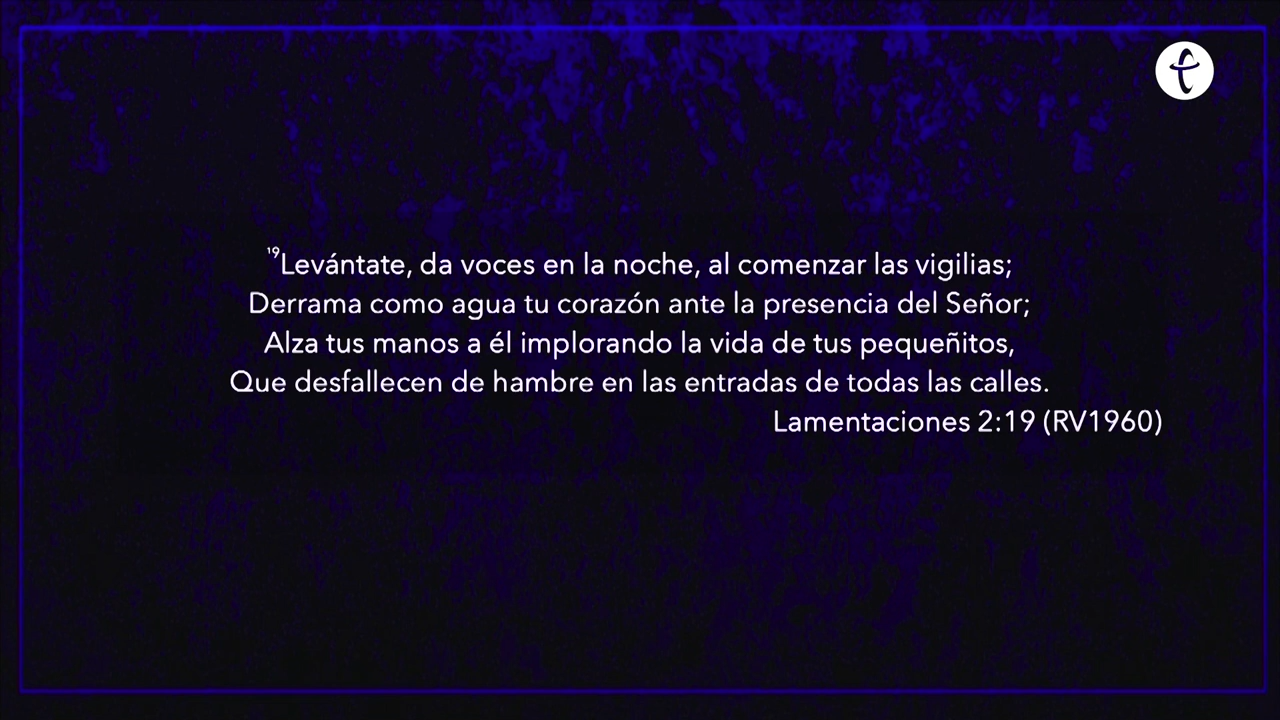 ¹⁹Levántate, da voces en la noche, al comenzar las vigilias;
Derrama como agua tu corazón ante la presencia del Señor;
Alza tus manos a él implorando la vida de tus pequeñitos,
Que desfallecen de hambre en las entradas de todas las calles.
Lamentaciones 2:19 (RV1960)